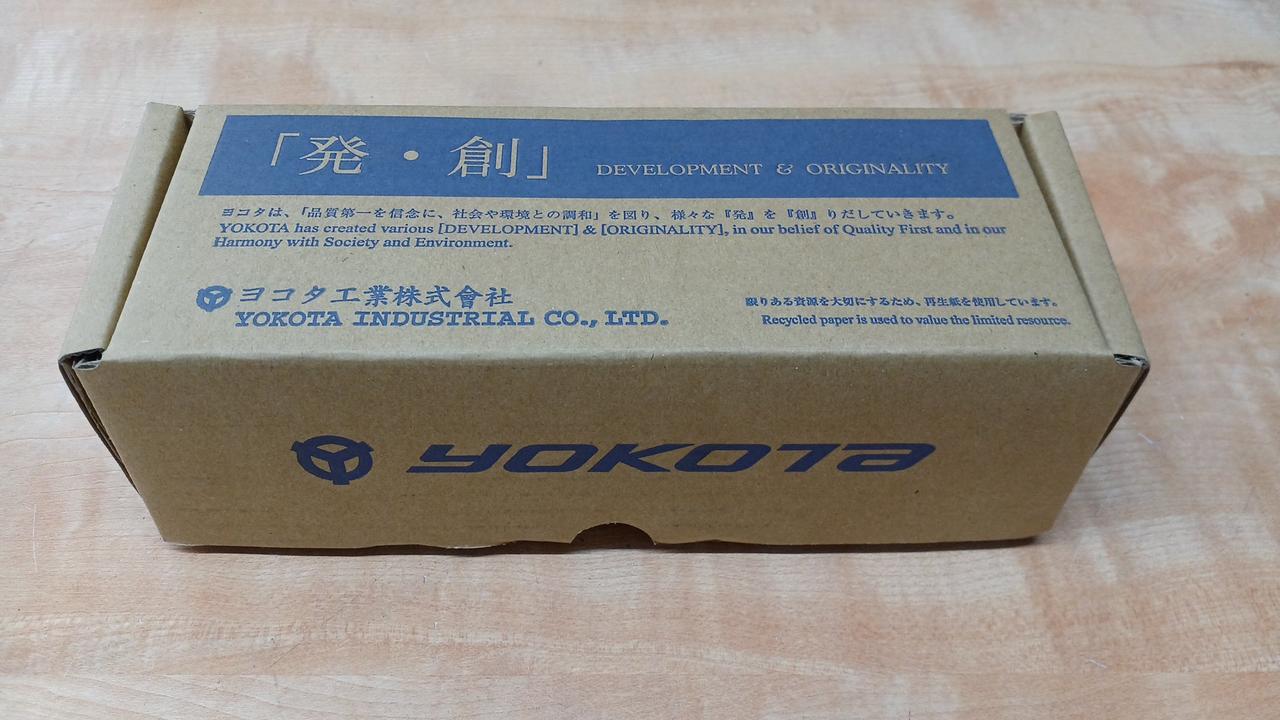 「発・創」 DEVELOPMENT & ORIGINALITY
ヨコタは、「品質第一を信念に、社会や環境との調和」を図り、様々な『発』を『創』りだしていきます。
YOKOTA has created various [DEVELOPMENT] & [ORIGINALITY], in our belief of Quality First and in our
Harmony with Society and Environment.
ヨコタ工業株式會社
YOKOTA INDUSTRIAL CO., LTD.
限りある資源を大切にするため、再生紙を使用しています。
Recycled paper is used to value the limited resource.
YOKOTA